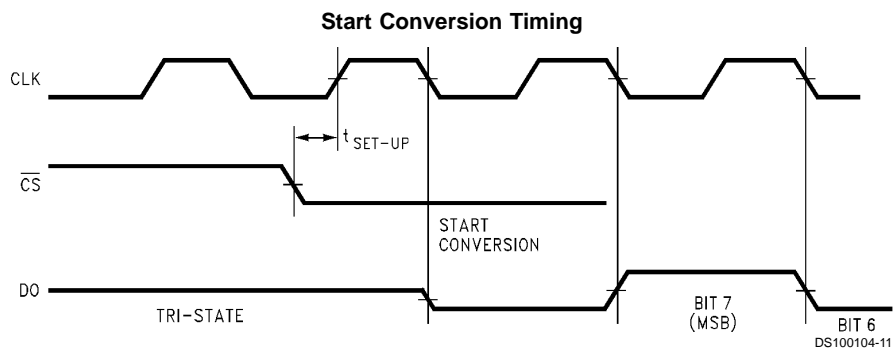 Start Conversion Timing
CLK
t SET-UP
CS
START
CONVERSION
DO
TRI-STATE
BIT 7
(MSB)
BIT 6
DS100104-11